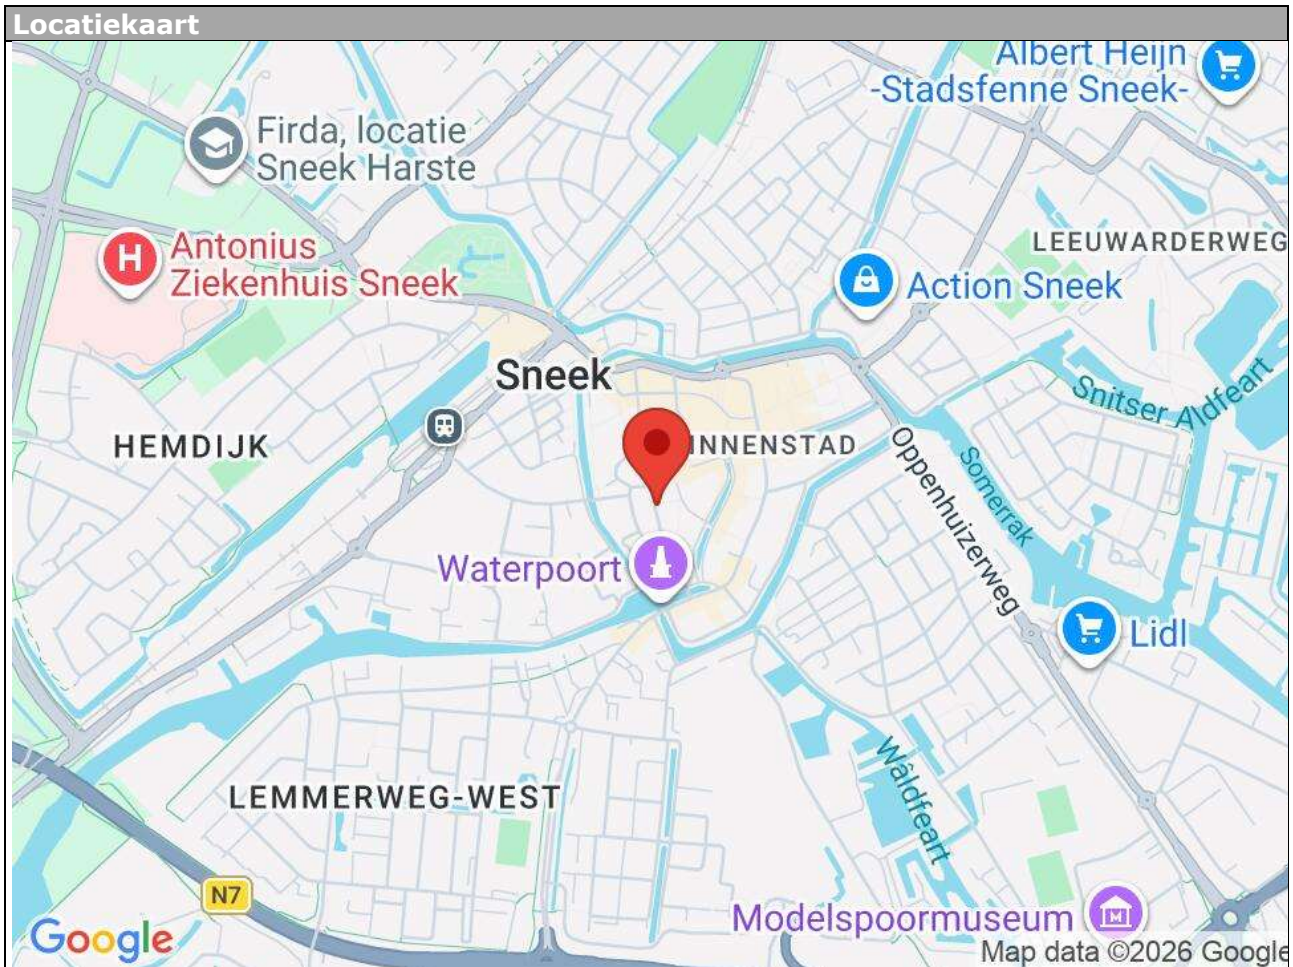 Locatiekaart
Albert Heijn
-Stadsfenne Sneek-
Firda, locatie
Sneek Harste
LEEUWARDERWEG
H
Antonius
Ziekenhuis Sneek
Action Sneek
Sneek
Snitser Aldfeart
HEMDIJK
INNENSTAD
Oppenhuizerweg
Somerrak
Waterpoort
Lidl
LEMMERWEG-WEST
Wâldfeart
N7
Modelspoormuseum
M
Google
Map data ©2026 Google